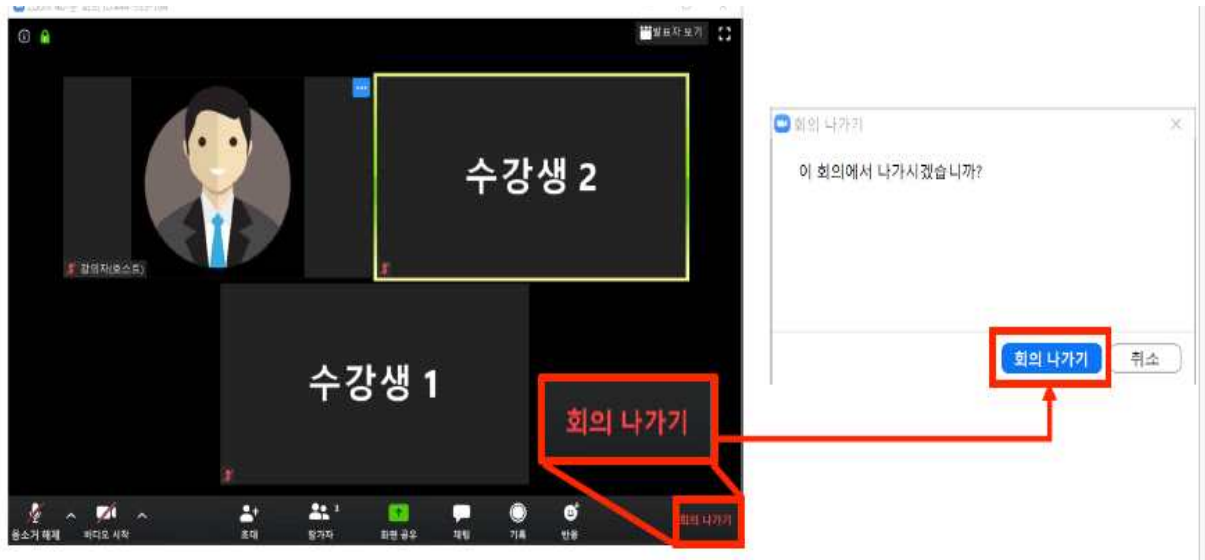 발표자 보기
수강생 2
강의자(호스트)
수강생 1
회의 나가기
음소거 해제
비디오 시작
초대
참가자
화면 공유
채팅
기록
반응
회의 나가기
회의 나가기
이 회의에서 나가시겠습니까?
회의 나가기
취소